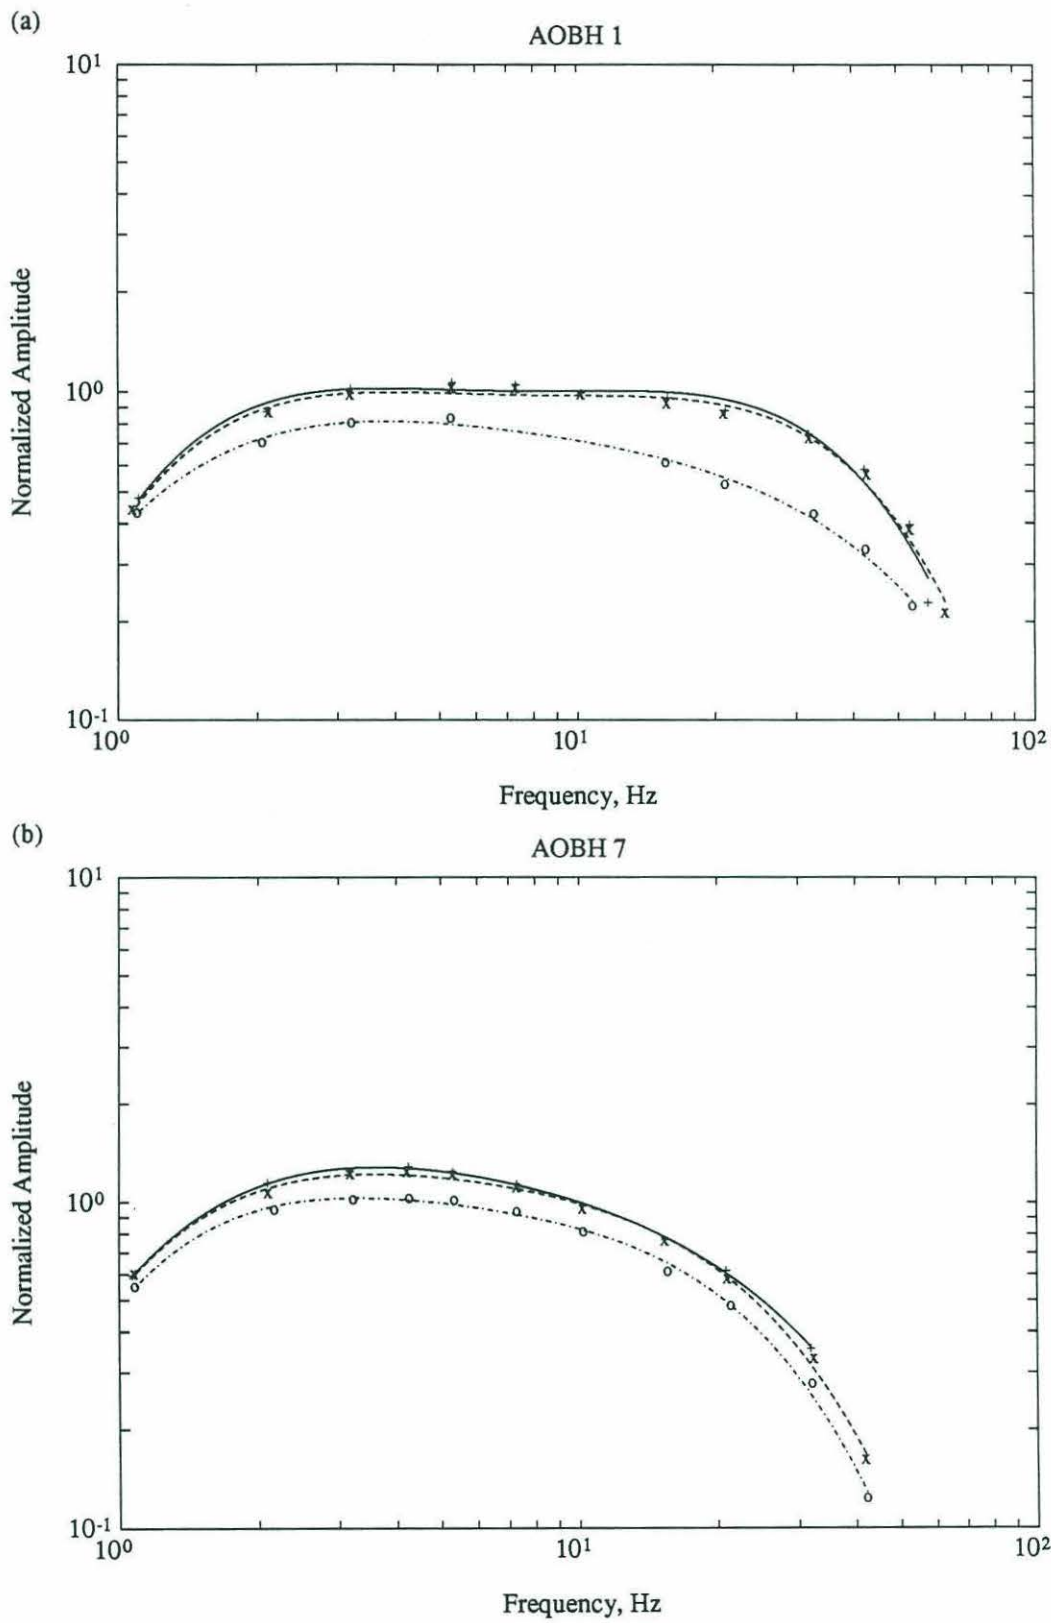 (a)
AOBH 1
10¹
10⁰
10⁻¹
Normalized Amplitude
10⁰
10¹
10²
Frequency, Hz
(b)
AOBH 7
10¹
10⁰
10⁻¹
Normalized Amplitude
10⁰
10¹
10²
Frequency, Hz